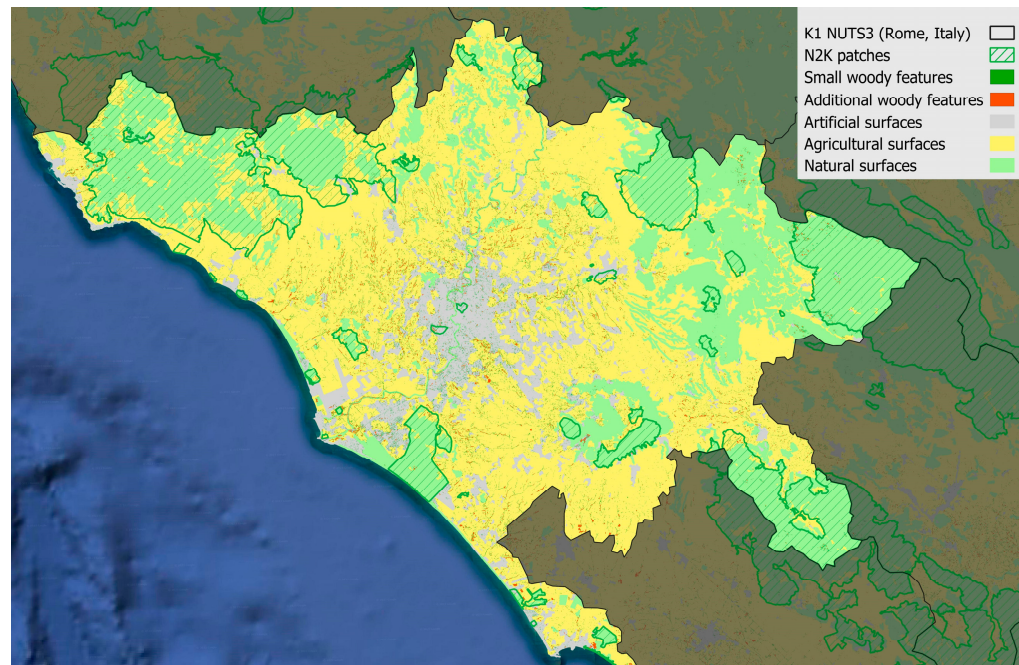 K1 NUTS3 (Rome, Italy)
N2K patches
Small woody features
Additional woody features
Artificial surfaces
Agricultural surfaces
Natural surfaces